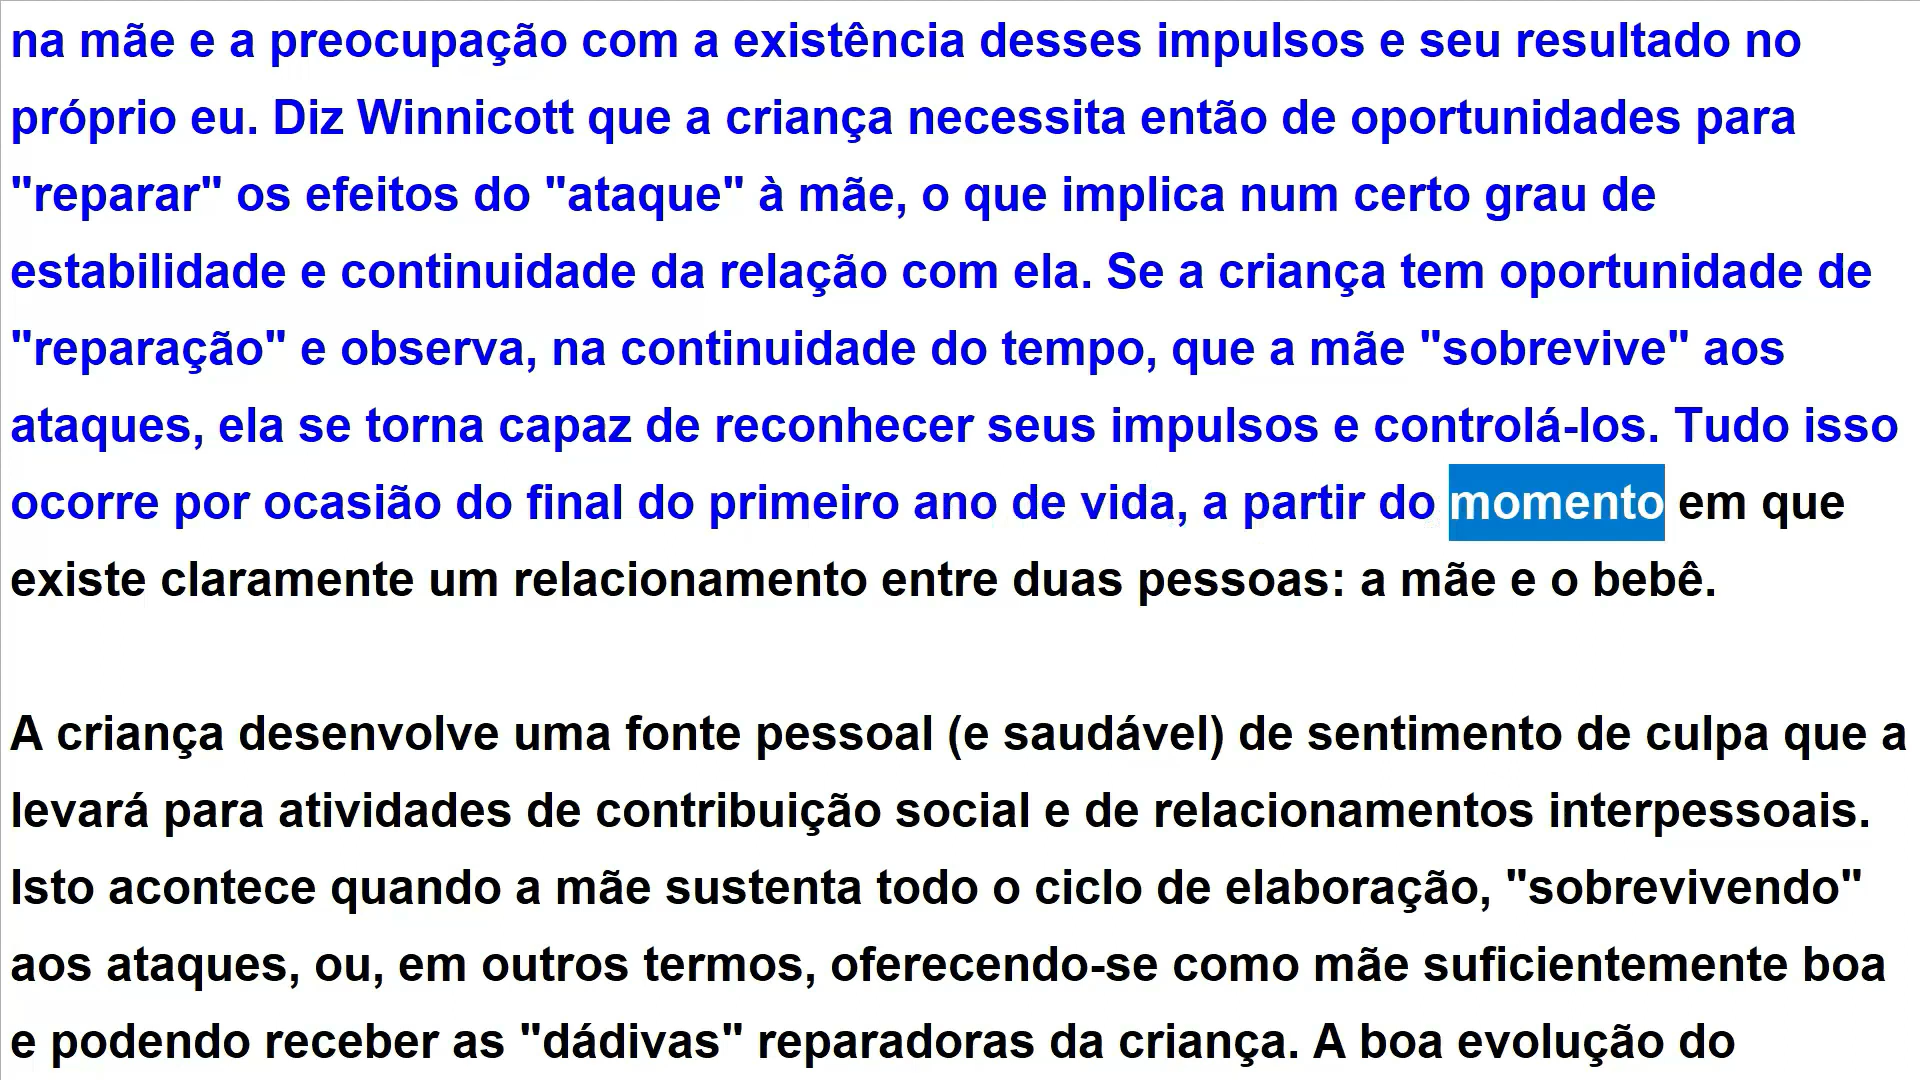 na mãe e a preocupação com a existência desses impulsos e seu resultado no
próprio eu. Diz Winnicott que a criança necessita então de oportunidades para
"reparar" os efeitos do "ataque" à mãe, o que implica num certo grau de
estabilidade e continuidade da relação com ela. Se a criança tem oportunidade de
"reparação" e observa, na continuidade do tempo, que a mãe "sobrevive" aos
ataques, ela se torna capaz de reconhecer seus impulsos e controlá-los. Tudo isso
ocorre por ocasião do final do primeiro ano de vida, a partir do momento em que
existe claramente um relacionamento entre duas pessoas: a mãe e o bebê.
A criança desenvolve uma fonte pessoal (e saudável) de sentimento de culpa que a
levará para atividades de contribuição social e de relacionamentos interpessoais.
Isto acontece quando a mãe sustenta todo o ciclo de elaboração, "sobrevivendo"
aos ataques, ou, em outros termos, oferecendo-se como mãe suficientemente boa
e podendo receber as "dádivas" reparadoras da criança. A boa evolução do